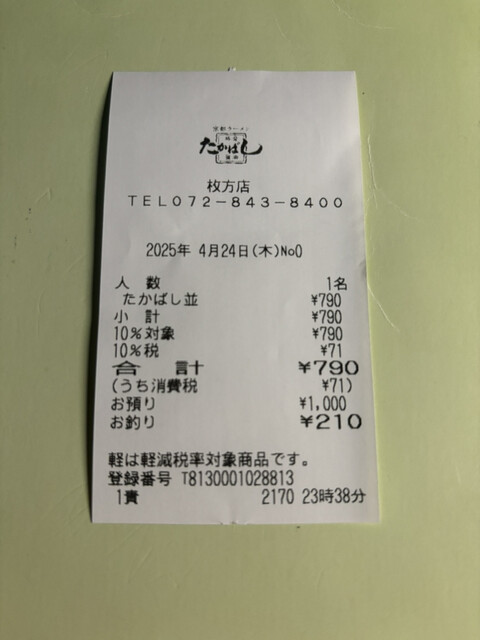 京都ラーメン
たかばし
枚方店
TEL072-843-8400
2025年 4月24日(木)No0
人 数 1名
たかばし並 ¥790
小 計 ¥790
10%対象 ¥790
10%税 ¥71
合 計 ¥790
(うち消費税 ¥71)
お預り ¥1,000
お釣り ¥210
軽は軽減税率対象商品です。
登録番号 T8130001028813
1責 2170 23時38分